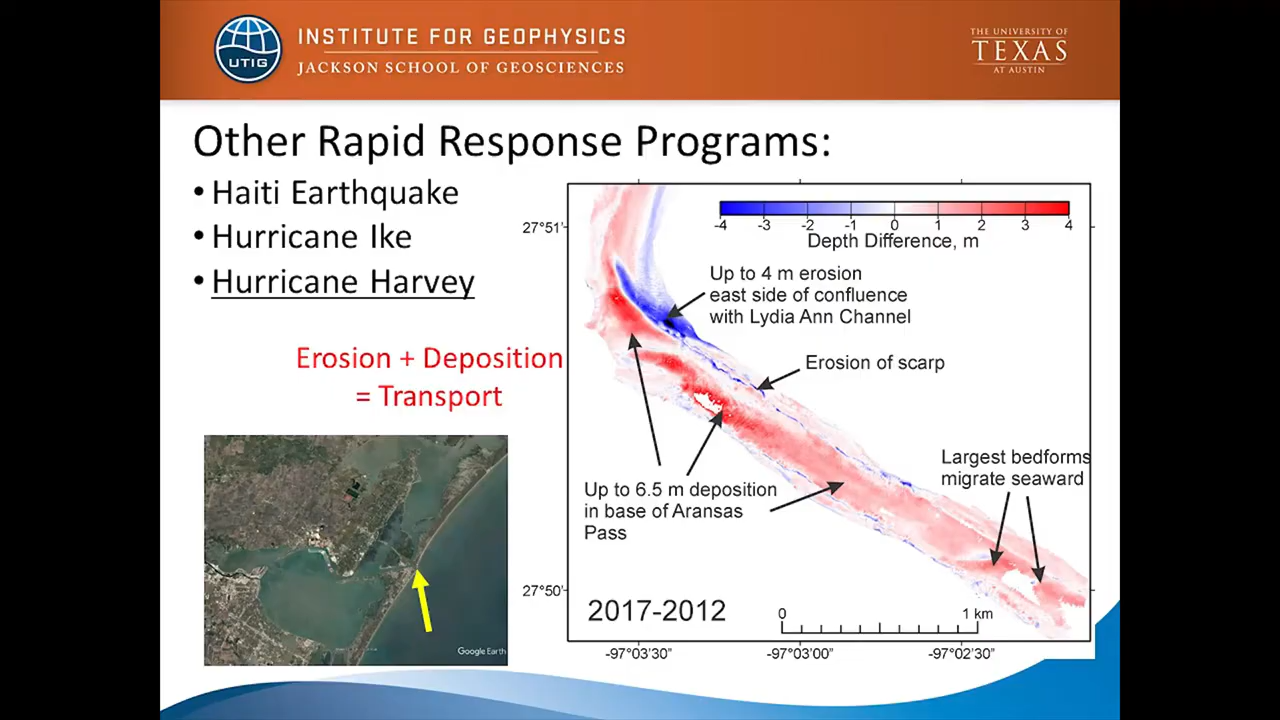 UTIG
INSTITUTE FOR GEOPHYSICS
JACKSON SCHOOL OF GEOSCIENCES
THE UNIVERSITY OF
TEXAS
AT AUSTIN
Other Rapid Response Programs:
• Haiti Earthquake
• Hurricane Ike
• Hurricane Harvey
Erosion + Deposition
= Transport
Google Earth
27°51'
27°50'
-4 -3 -2 -1 0 1 2 3 4
Depth Difference, m
Up to 4 m erosion
east side of confluence
with Lydia Ann Channel
Erosion of scarp
Largest bedforms
migrate seaward
Up to 6.5 m deposition
in base of Aransas
Pass
2017-2012
0 1 km
-97°03'30" -97°03'00" -97°02'30"